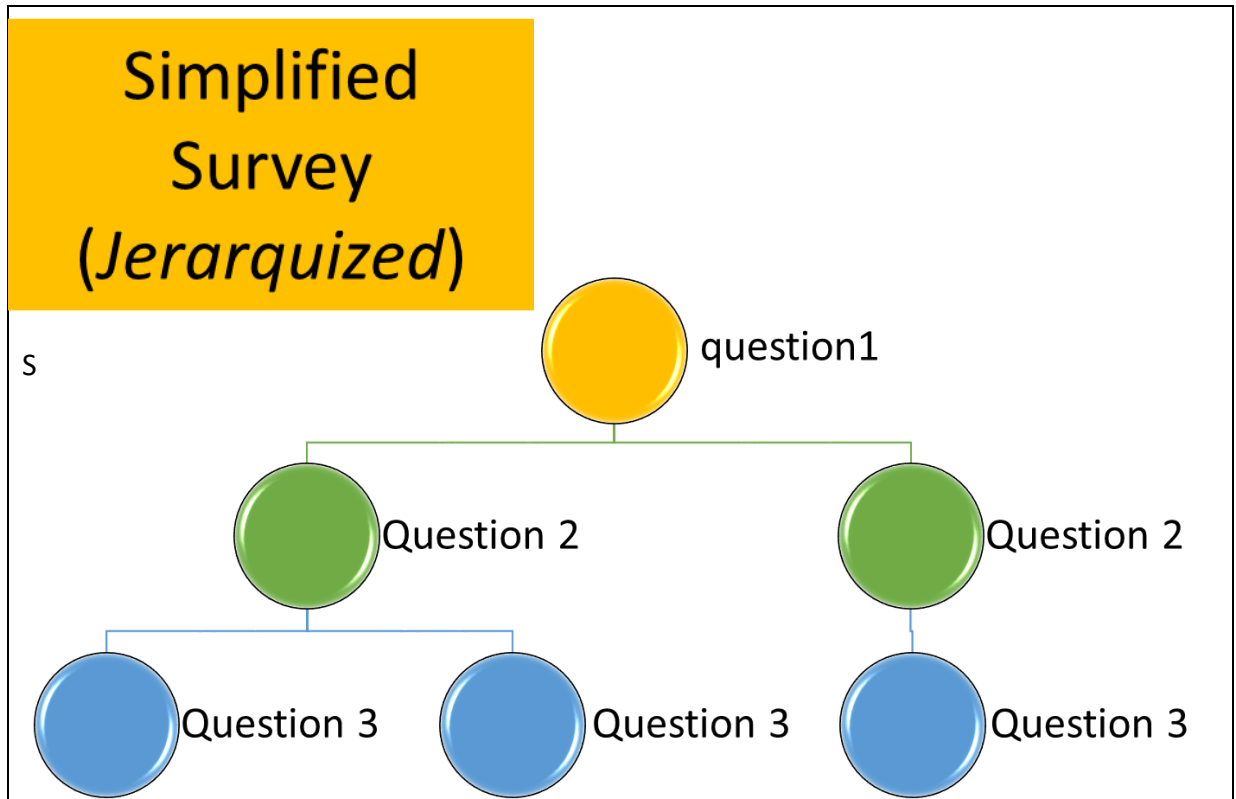 Simplified
Survey
(Jerarquized)
question1
S
Question 2
Question 2
Question 3
Question 3
Question 3